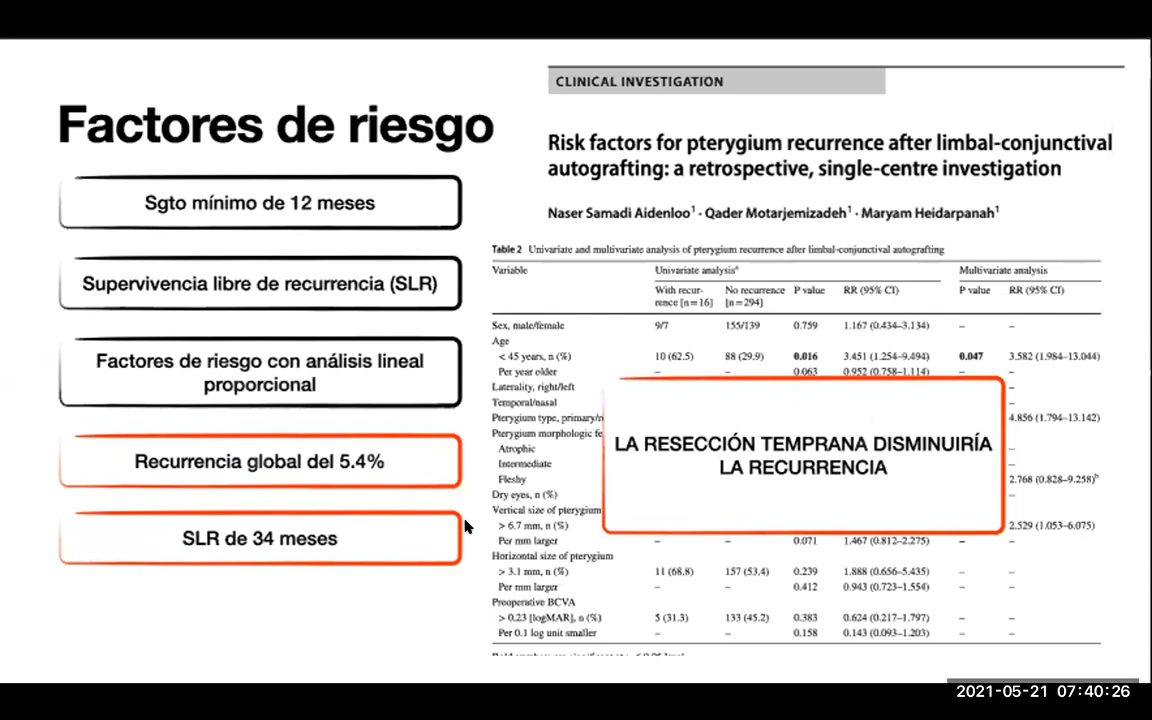 Factores de riesgo
Sgto mínimo de 12 meses
Supervivencia libre de recurrencia (SLR)
Factores de riesgo con análisis lineal
proporcional
Recurrencia global del 5.4%
SLR de 34 meses
CLINICAL INVESTIGATION
Risk factors for pterygium recurrence after limbal-conjunctival
autografting: a retrospective, single-centre investigation
Naser Samadi Aidenloo¹ · Qader Motarjemizadeh¹ · Maryam Heidarpanah¹
Table 2 Univariate and multivariate analysis of pterygium recurrence after limbal-conjunctival autografting
Variable Univariate analysisᵃ Multivariate analysis
With recur- No recurrence P value RR (95% CI) P value RR (95% CI)
rence [n=16] [n=294]
Sex, male/female 9/7 155/139 0.759 1.167 (0.434–3.134) – –
Age
< 45 years, n (%) 10 (62.5) 88 (29.9) 0.016 3.451 (1.254–9.494) 0.047 3.582 (1.984–13.044)
Per year older – – 0.063 0.952 (0.758–1.114) – –
Laterality, right/left –
Temporal/nasal –
Pterygium type, primary/r 4.856 (1.794–13.142)
Pterygium morphologic fe
Atrophic –
Intermediate –
Fleshy 2.768 (0.828–9.258)ᵇ
Dry eyes, n (%) –
Vertical size of pterygium
> 6.7 mm, n (%) 2.529 (1.053–6.075)
Per mm larger – – 0.071 1.467 (0.812–2.275) – –
Horizontal size of pterygium
> 3.1 mm, n (%) 11 (68.8) 157 (53.4) 0.239 1.888 (0.656–5.435) – –
Per mm larger – – 0.412 0.943 (0.723–1.554) – –
Preoperative BCVA
> 0.23 [logMAR], n (%) 5 (31.3) 133 (45.2) 0.383 0.624 (0.217–1.797) – –
Per 0.1 log unit smaller – – 0.158 0.143 (0.093–1.203) – –
LA RESECCIÓN TEMPRANA DISMINUIRÍA
LA RECURRENCIA
2021-05-21 07:40:26